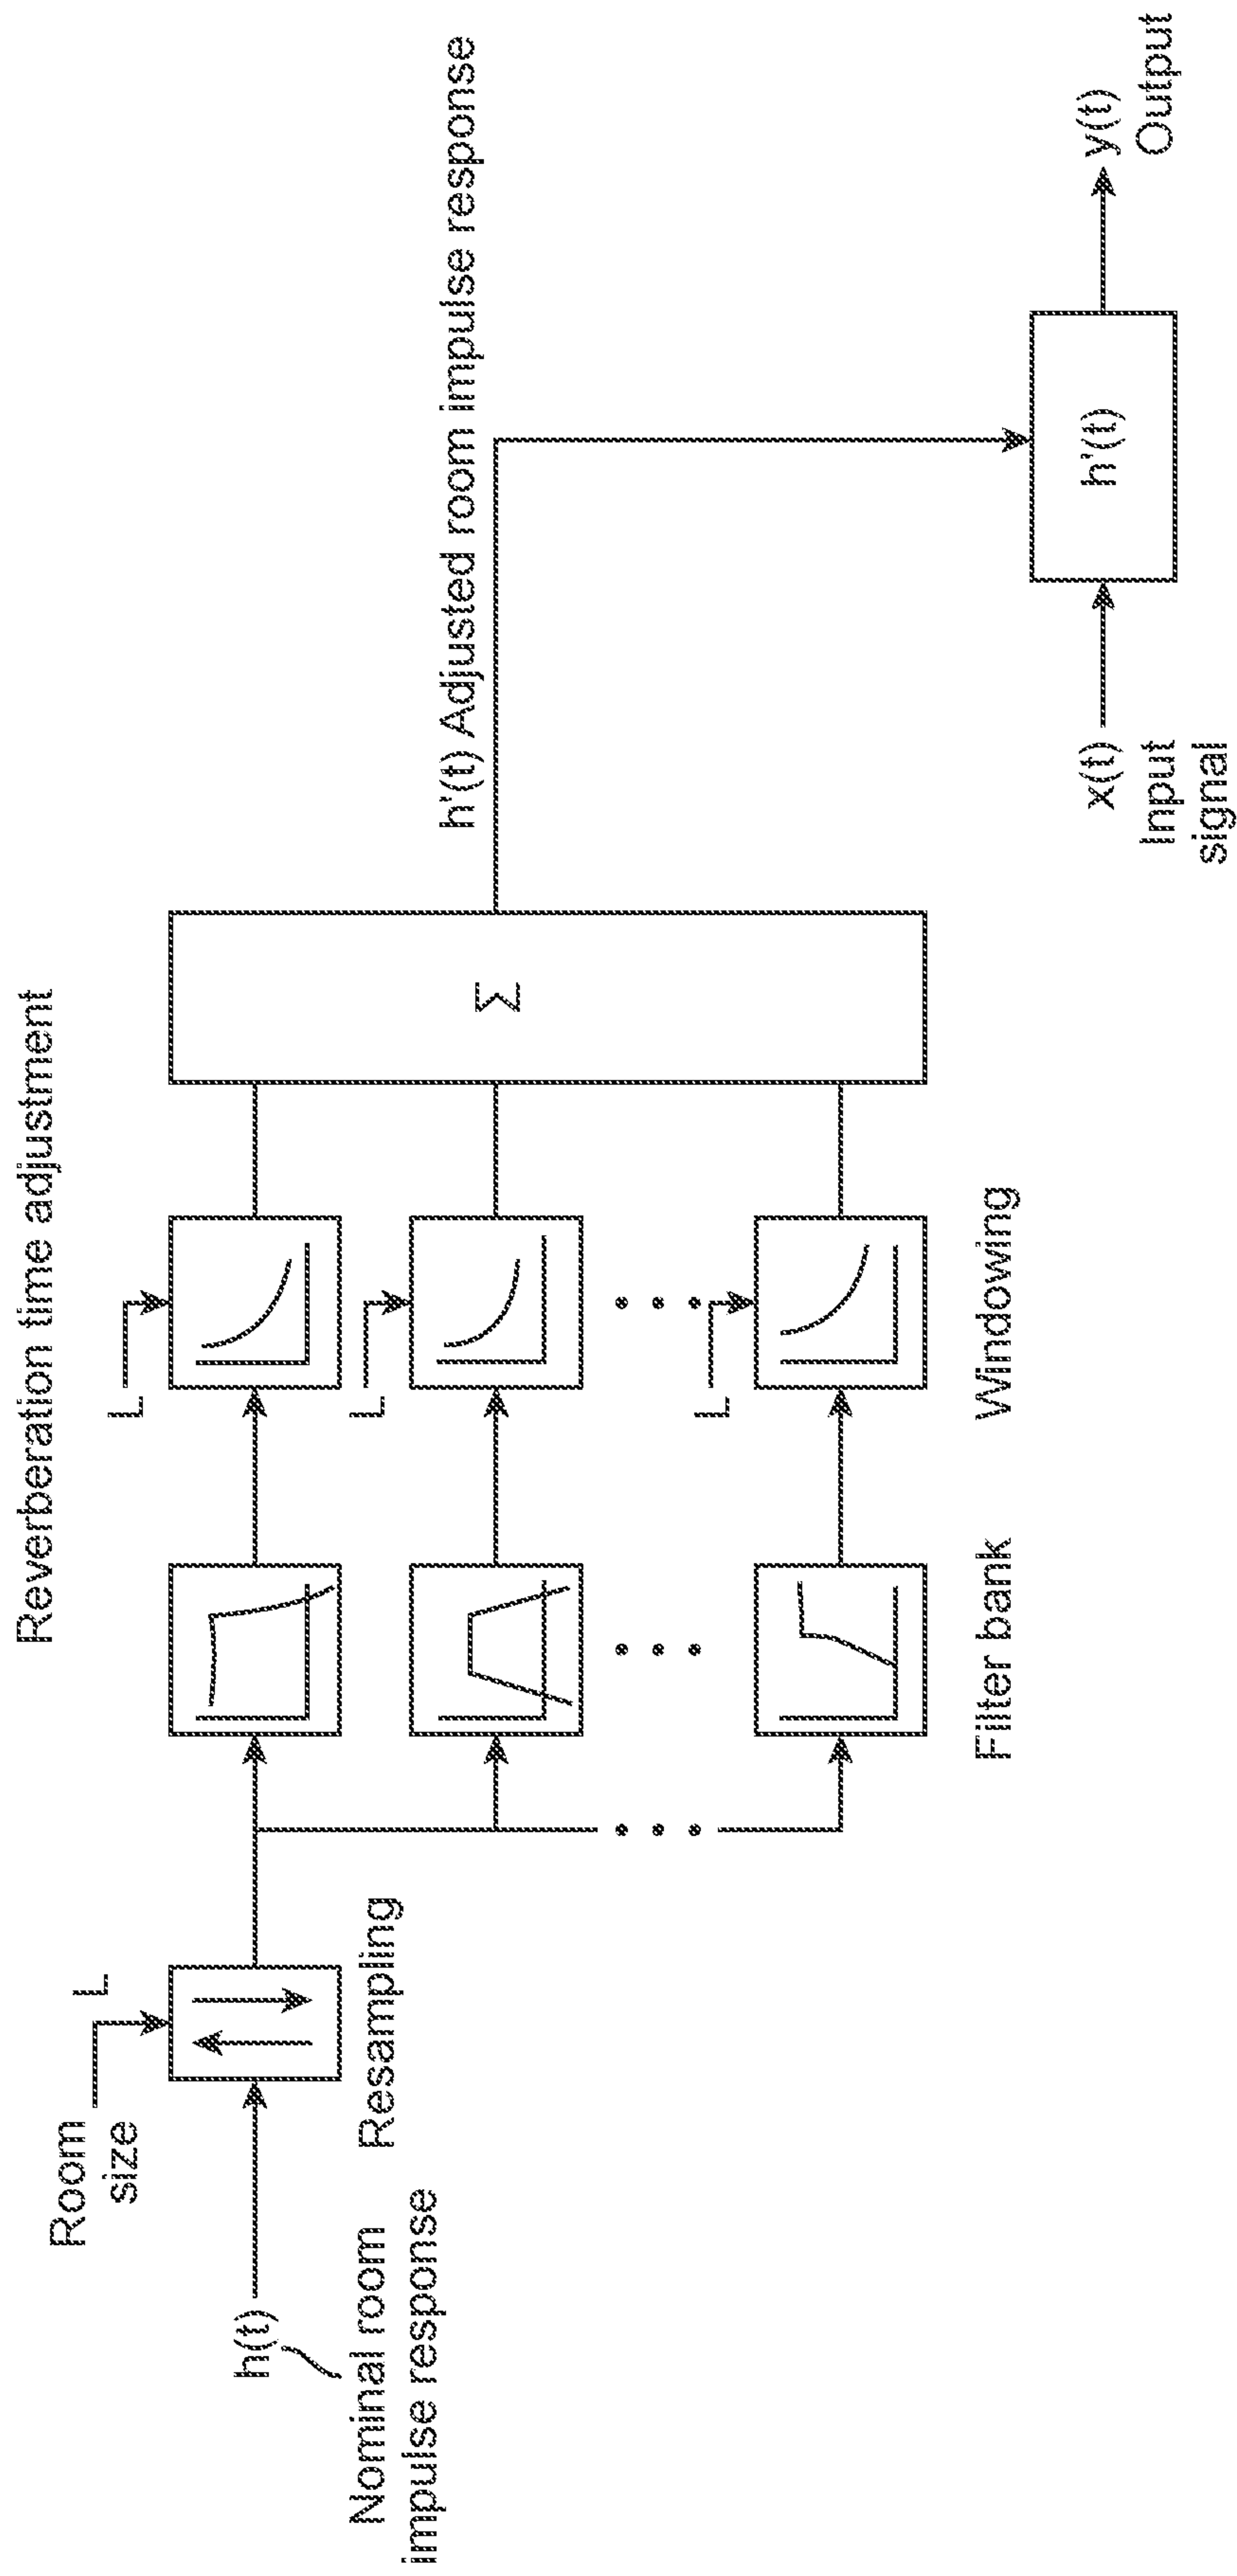 Reverberation time adjustment
Room
size
L
L
L
L
h(t)
Nominal room
impulse response
Resampling
Filter bank
Windowing
Σ
h'(t) Adjusted room impulse response
x(t)
Input
signal
h'(t)
y(t)
Output